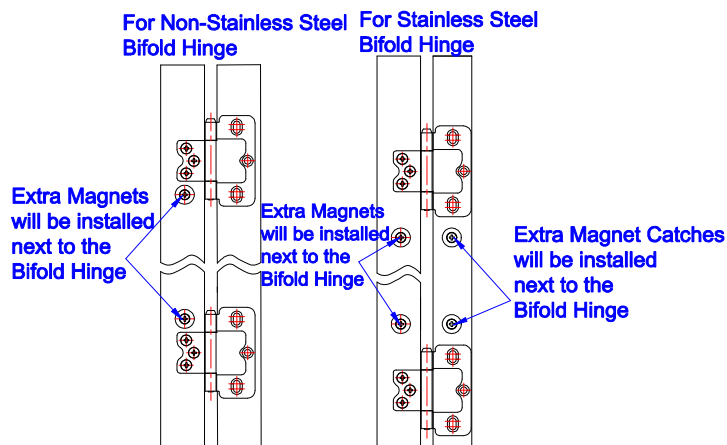 For Non-Stainless Steel
Bifold Hinge
For Stainless Steel
Bifold Hinge
Extra Magnets
will be installed
next to the
Bifold Hinge
Extra Magnets
will be installed
next to the
Bifold Hinge
Extra Magnet Catches
will be installed
next to the
Bifold Hinge